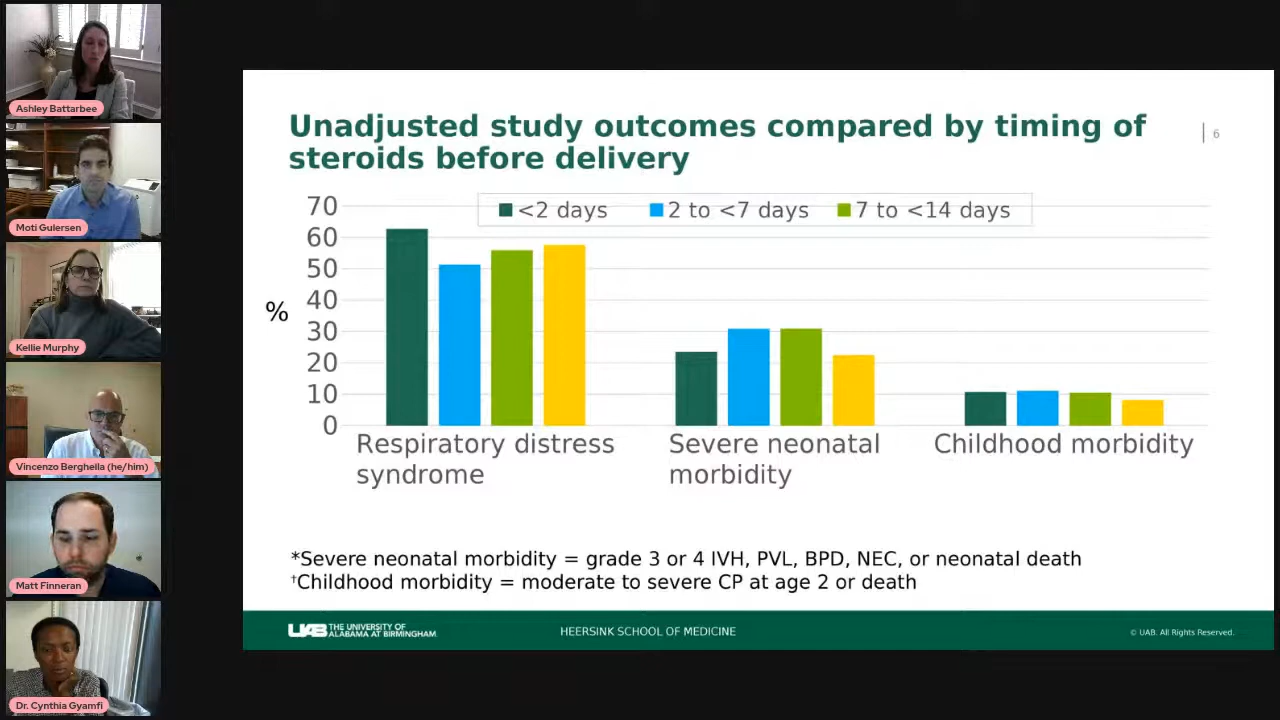 Ashley Battarbee
Moti Gulersen
Kellie Murphy
Vincenzo Berghella (he/him)
Matt Finneran
Dr. Cynthia Gyamfi
Unadjusted study outcomes compared by timing of
steroids before delivery
6
<2 days
2 to <7 days
7 to <14 days
%
70
60
50
40
30
20
10
0
Respiratory distress
syndrome
Severe neonatal
morbidity
Childhood morbidity
*Severe neonatal morbidity = grade 3 or 4 IVH, PVL, BPD, NEC, or neonatal death
†Childhood morbidity = moderate to severe CP at age 2 or death
UAB THE UNIVERSITY OF
ALABAMA AT BIRMINGHAM.
HEERSINK SCHOOL OF MEDICINE
© UAB. All Rights Reserved.